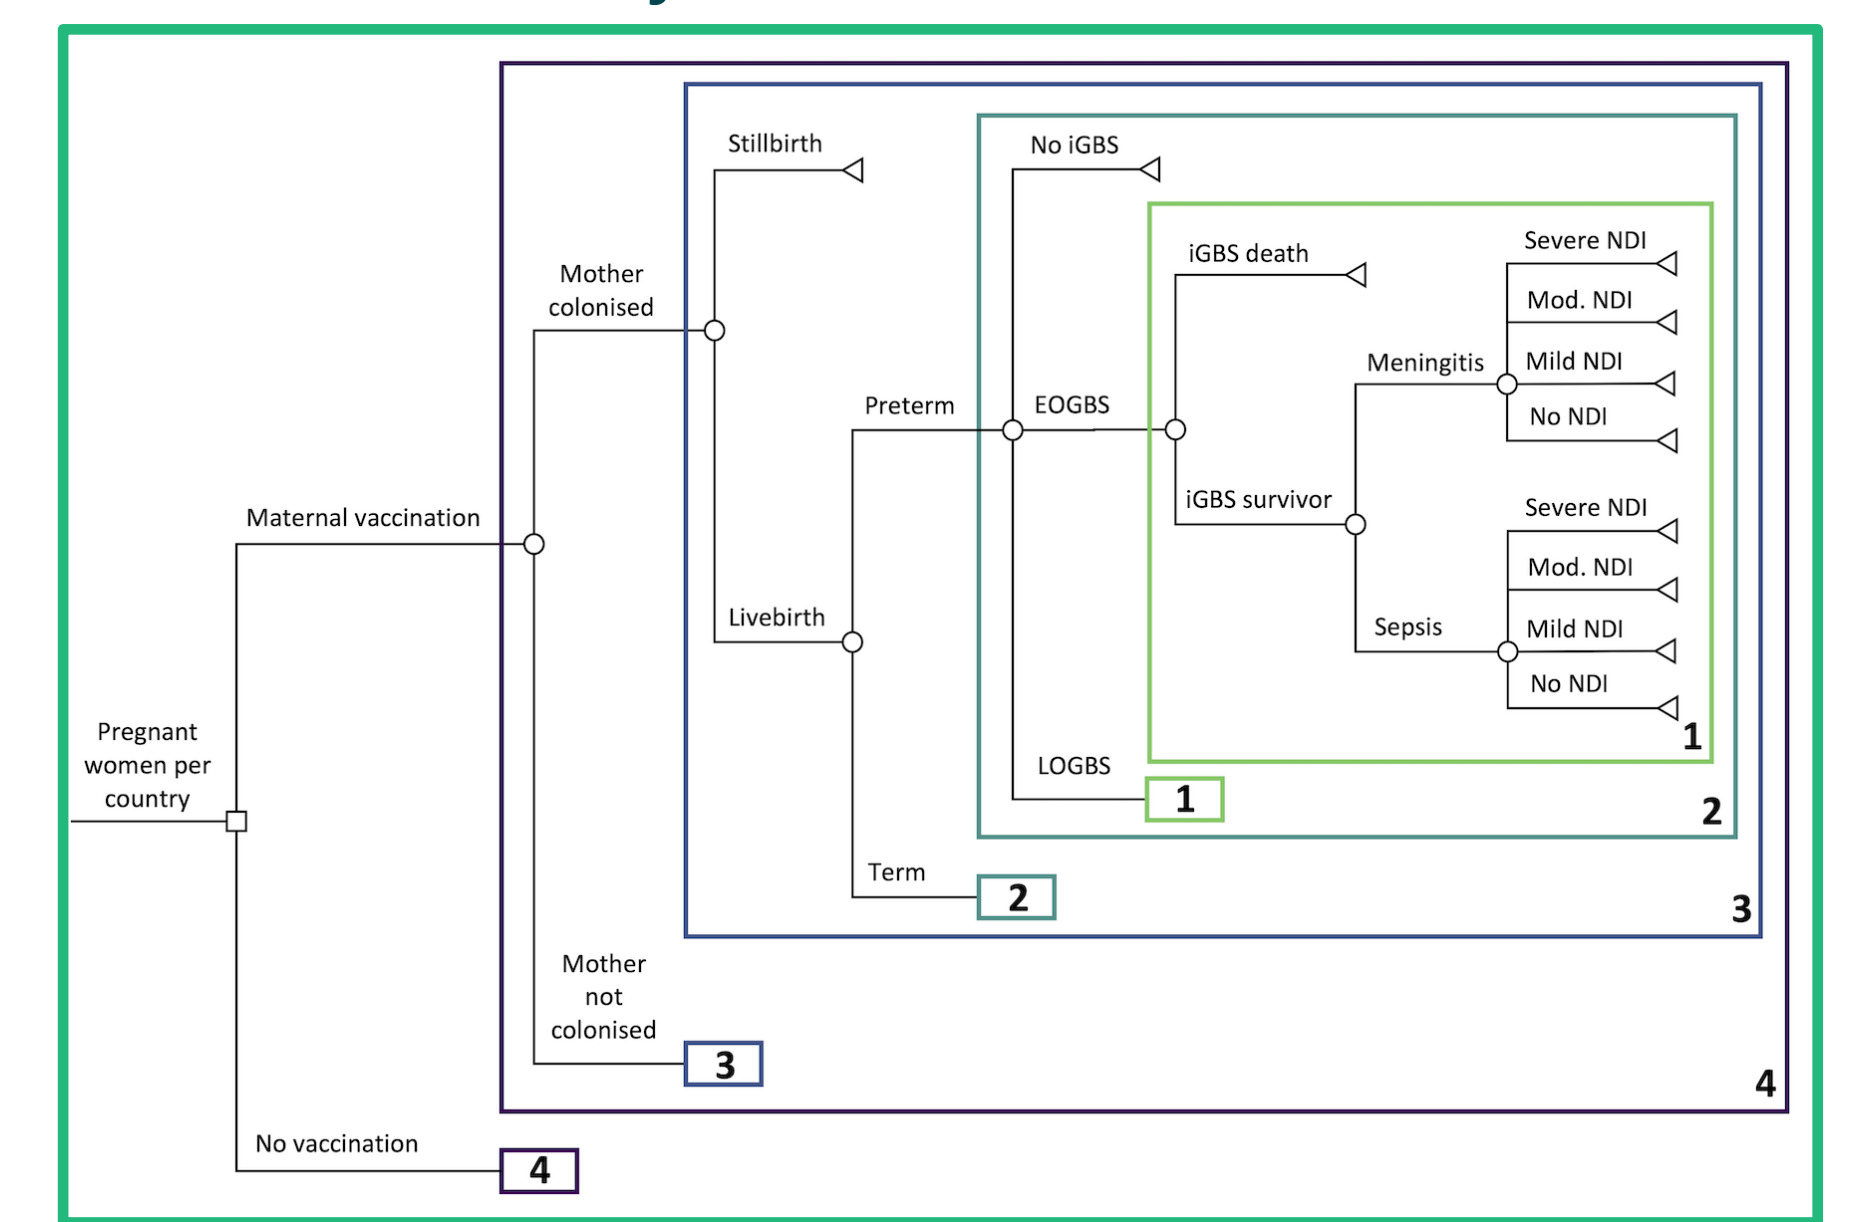 Stillbirth
No iGBS
Severe NDI
iGBS death
Mother
colonised
Mod. NDI
Meningitis
Mild NDI
Preterm
EOGBS
No NDI
iGBS survivor
Severe NDI
Maternal vaccination
Mod. NDI
Livebirth
Sepsis
Mild NDI
No NDI
Pregnant
women per
country
1
LOGBS
1
2
Term
2
3
Mother
not
colonised
3
4
No vaccination
4